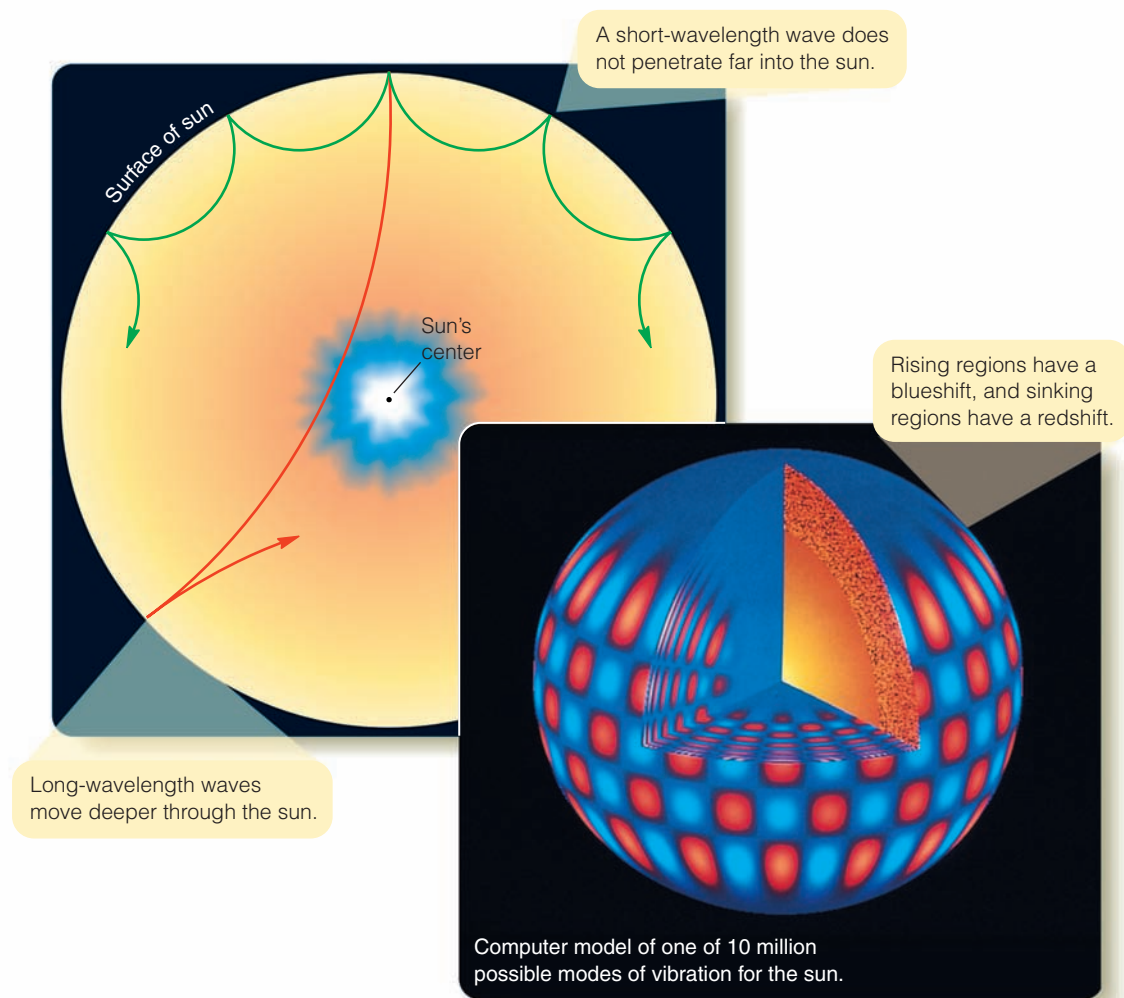 A short-wavelength wave does
not penetrate far into the sun.
Surface of sun
Sun’s
center
Rising regions have a
blueshift, and sinking
regions have a redshift.
Long-wavelength waves
move deeper through the sun.
Computer model of one of 10 million
possible modes of vibration for the sun.